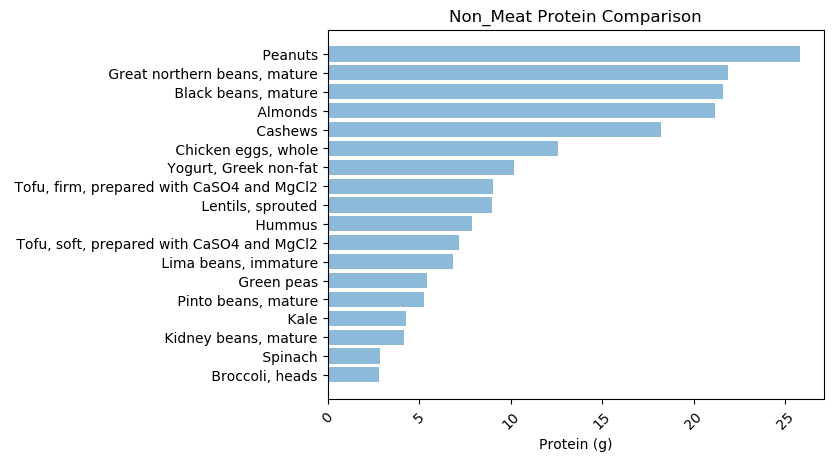 Non_Meat Protein Comparison
Peanuts
Great northern beans, mature
Black beans, mature
Almonds
Cashews
Chicken eggs, whole
Yogurt, Greek non-fat
Tofu, firm, prepared with CaSO4 and MgCl2
Lentils, sprouted
Hummus
Tofu, soft, prepared with CaSO4 and MgCl2
Lima beans, immature
Green peas
Pinto beans, mature
Kale
Kidney beans, mature
Spinach
Broccoli, heads
0 5 10 15 20 25
Protein (g)